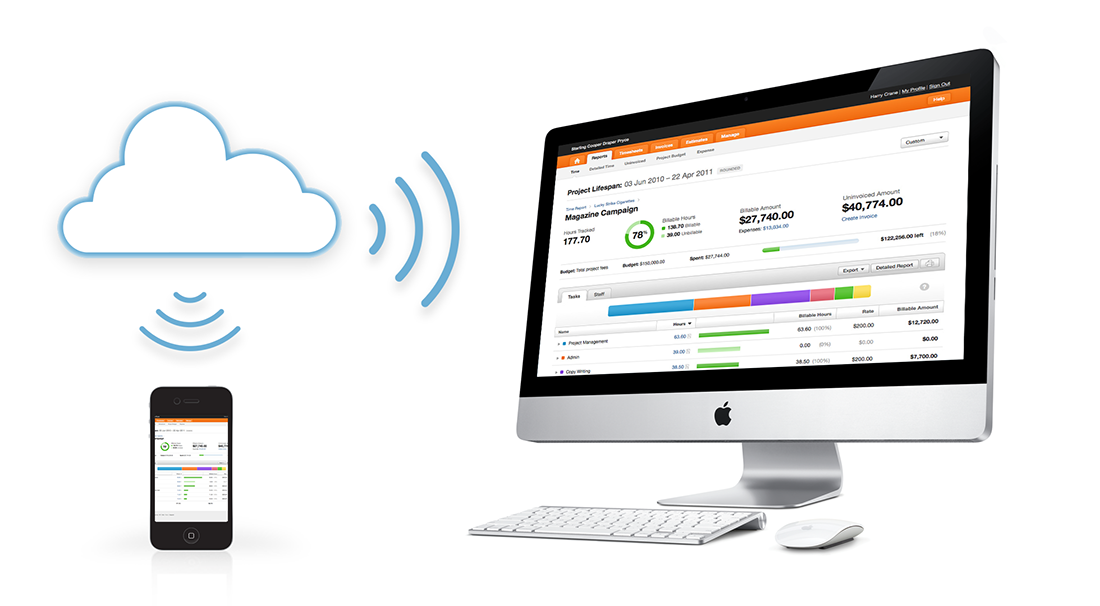 Harry Crane | My Profile | Sign Out
Sterling Cooper Draper Pryce
Help
Reports Timesheets Invoices Estimates Manage
Time Detailed Time Uninvoiced Project Budget Expense
Custom
Project Lifespan: 03 Jun 2010 – 22 Apr 2011 ROUNDED
Time Report Lucky Strike Cigarettes
Magazine Campaign
Hours Tracked
177.70
78%
Billable Hours
138.70 Billable
39.00 Unbillable
Billable Amount
$27,740.00
Expenses: $13,034.00
Uninvoiced Amount
$40,774.00
Create invoice
Budget: Total project fees
Budget: $150,000.00
Spent: $27,744.00
$122,256.00 left (18%)
Export Detailed Report
Tasks Staff
Name Hours Billable Hours Rate Billable Amount
Project Management 63.60 63.60 (100%) $200.00 $12,720.00
Admin 39.00 0.00 (0%) $0.00 $0.00
Copy Writing 38.50 38.50 (100%) $200.00 $7,700.00